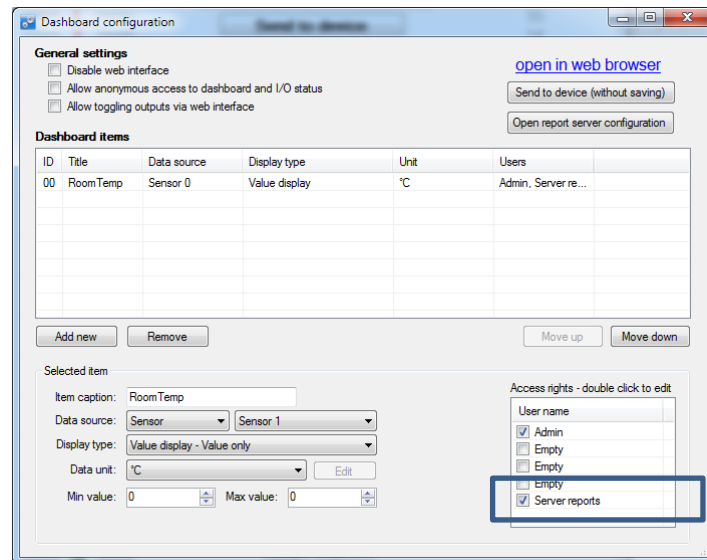 Dashboard configuration
Send to device
General settings
Disable web interface
Allow anonymous access to dashboard and I/O status
Allow toggling outputs via web interface
open in web browser
Send to device (without saving)
Open report server configuration
Dashboard items
ID Title Data source Display type Unit Users
00 RoomTemp Sensor 0 Value display °C Admin, Server re...
Add new Remove Move up Move down
Selected item
Item caption: RoomTemp
Data source: Sensor Sensor 1
Display type: Value display - Value only
Data unit: °C Edit
Min value: 0 Max value: 0
Access rights - double click to edit
User name
Admin
Empty
Empty
Empty
Server reports